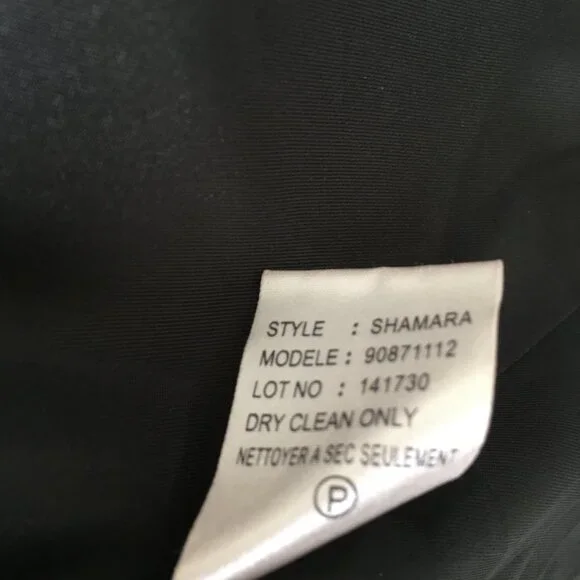 STYLE : SHAMARA
MODELE : 90871112
LOT NO : 141730
DRY CLEAN ONLY
NETTOYER A SEC SEULEMENT
P